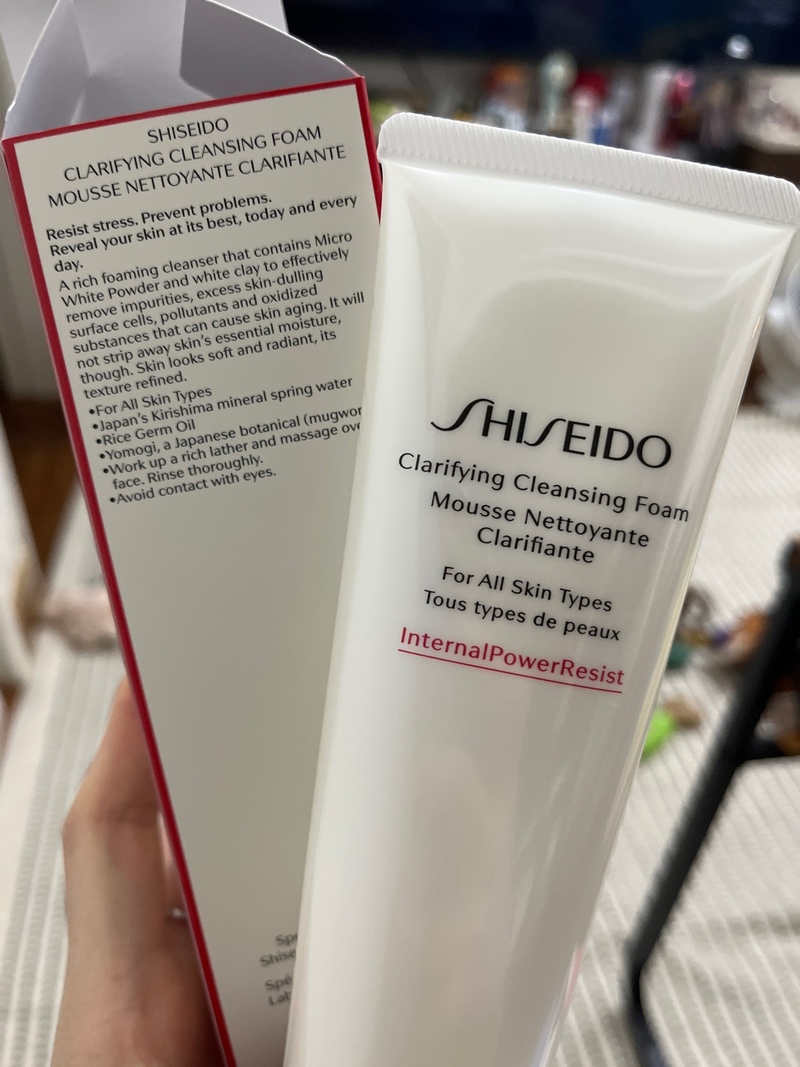 SHISEIDO
CLARIFYING CLEANSING FOAM
MOUSSE NETTOYANTE CLARIFIANTE
Resist stress. Prevent problems.
Reveal your skin at its best, today and every
day.
A rich foaming cleanser that contains Micro
White Powder and white clay to effectively
remove impurities, excess skin-dulling
surface cells, pollutants and oxidized
substances that can cause skin aging. It will
not strip away skin's essential moisture,
though. Skin looks soft and radiant, its
texture refined.
•For All Skin Types
•Japan's Kirishima mineral spring water
•Rice Germ Oil
•Yomogi, a Japanese botanical
•Work up a rich lather and massage
face. Rinse thoroughly.
•Avoid contact with eyes.
SHISEIDO
Clarifying Cleansing Foam
Mousse Nettoyante
Clarifiante
For All Skin Types
Tous types de peaux
InternalPowerResist